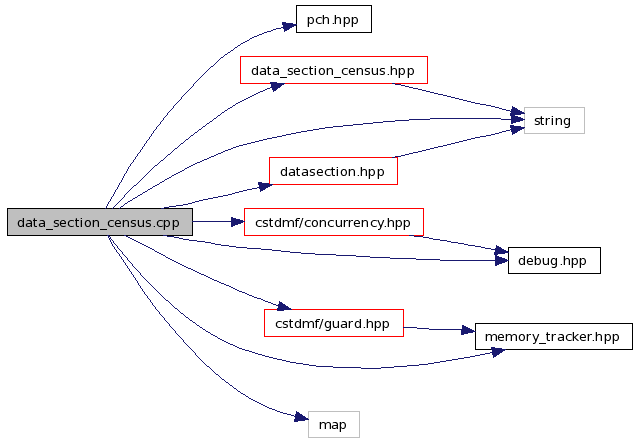 pch.hpp
data_section_census.hpp
string
datasection.hpp
data_section_census.cpp
cstdmf/concurrency.hpp
debug.hpp
cstdmf/guard.hpp
memory_tracker.hpp
map